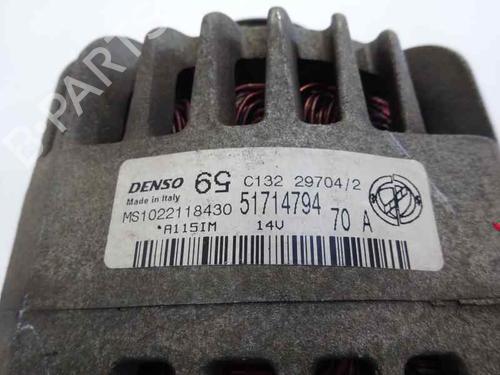 B-PARTS
DENSO 59 C132 29704/2
Made in Italy
MS1022118430 51714794 70 A
*A115IM 14V